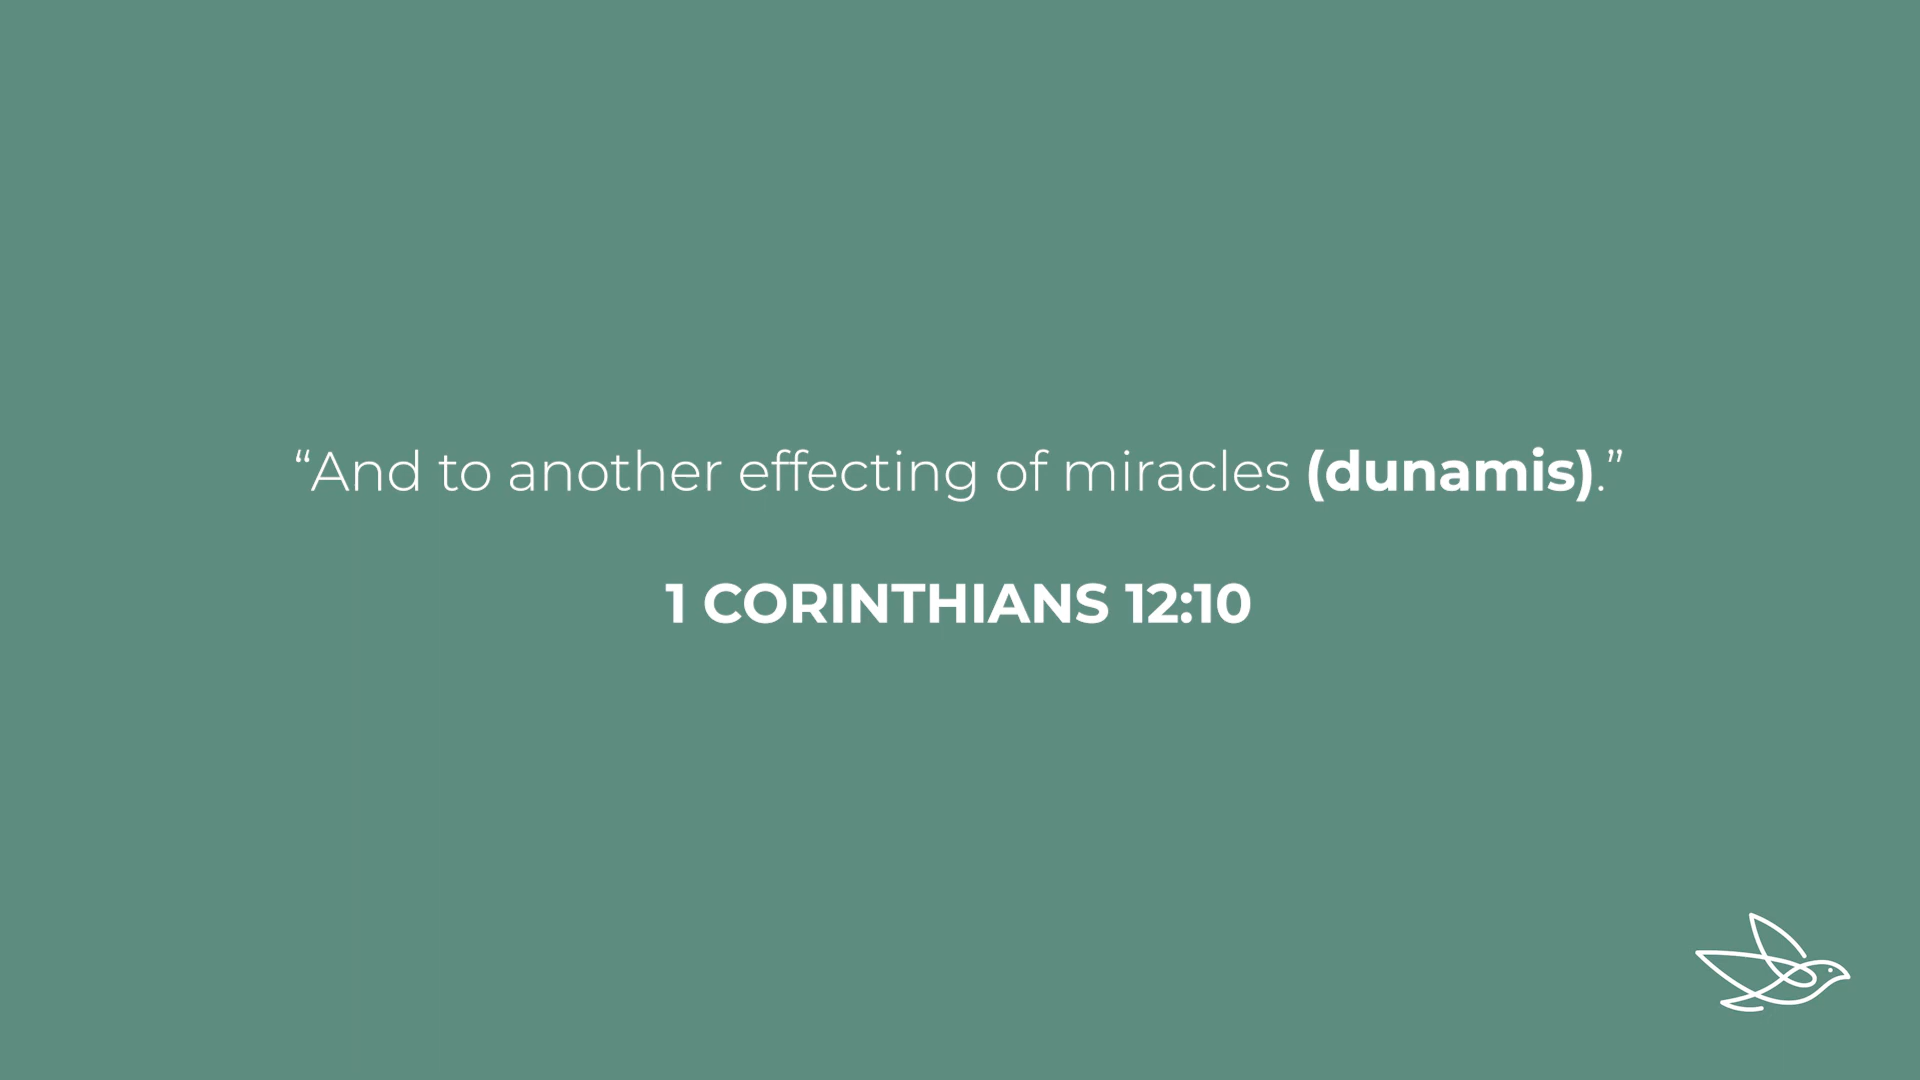 “And to another effecting of miracles (dunamis).”
1 CORINTHIANS 12:10